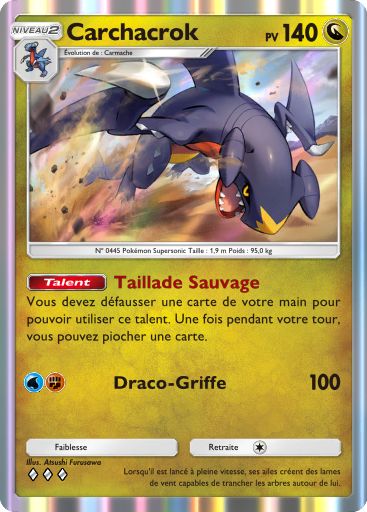 NIVEAU 2
Carchacrok
PV 140
Évolution de : Carmache
N° 0445 Pokémon Supersonic Taille : 1,9 m Poids : 95,0 kg
Talent Taillade Sauvage
Vous devez défausser une carte de votre main pour
pouvoir utiliser ce talent. Une fois pendant votre tour,
vous pouvez piocher une carte.
Draco-Griffe 100
Faiblesse Retraite
Illus. Atsushi Furusawa
Lorsqu'il est lancé à pleine vitesse, ses ailes créent des lames
de vent capables de trancher les arbres autour de lui.